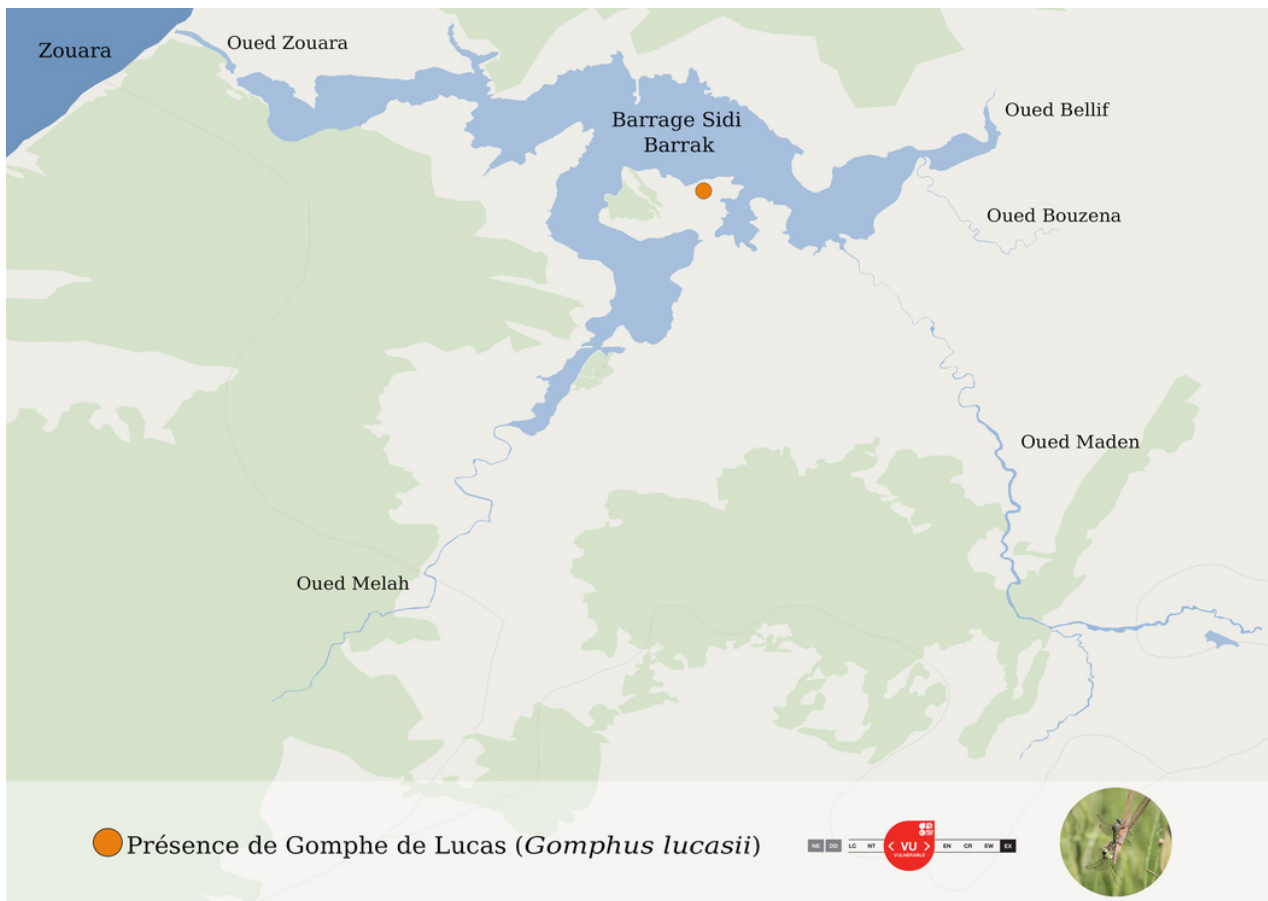 Zouara
Oued Zouara
Barrage Sidi
Barrak
Oued Bellif
Oued Bouzena
Oued Maden
Oued Melah
Présence de Gomphe de Lucas (Gomphus lucasii)
NE DD LC NT < VU > EN CR EW EX
VULNERABLE